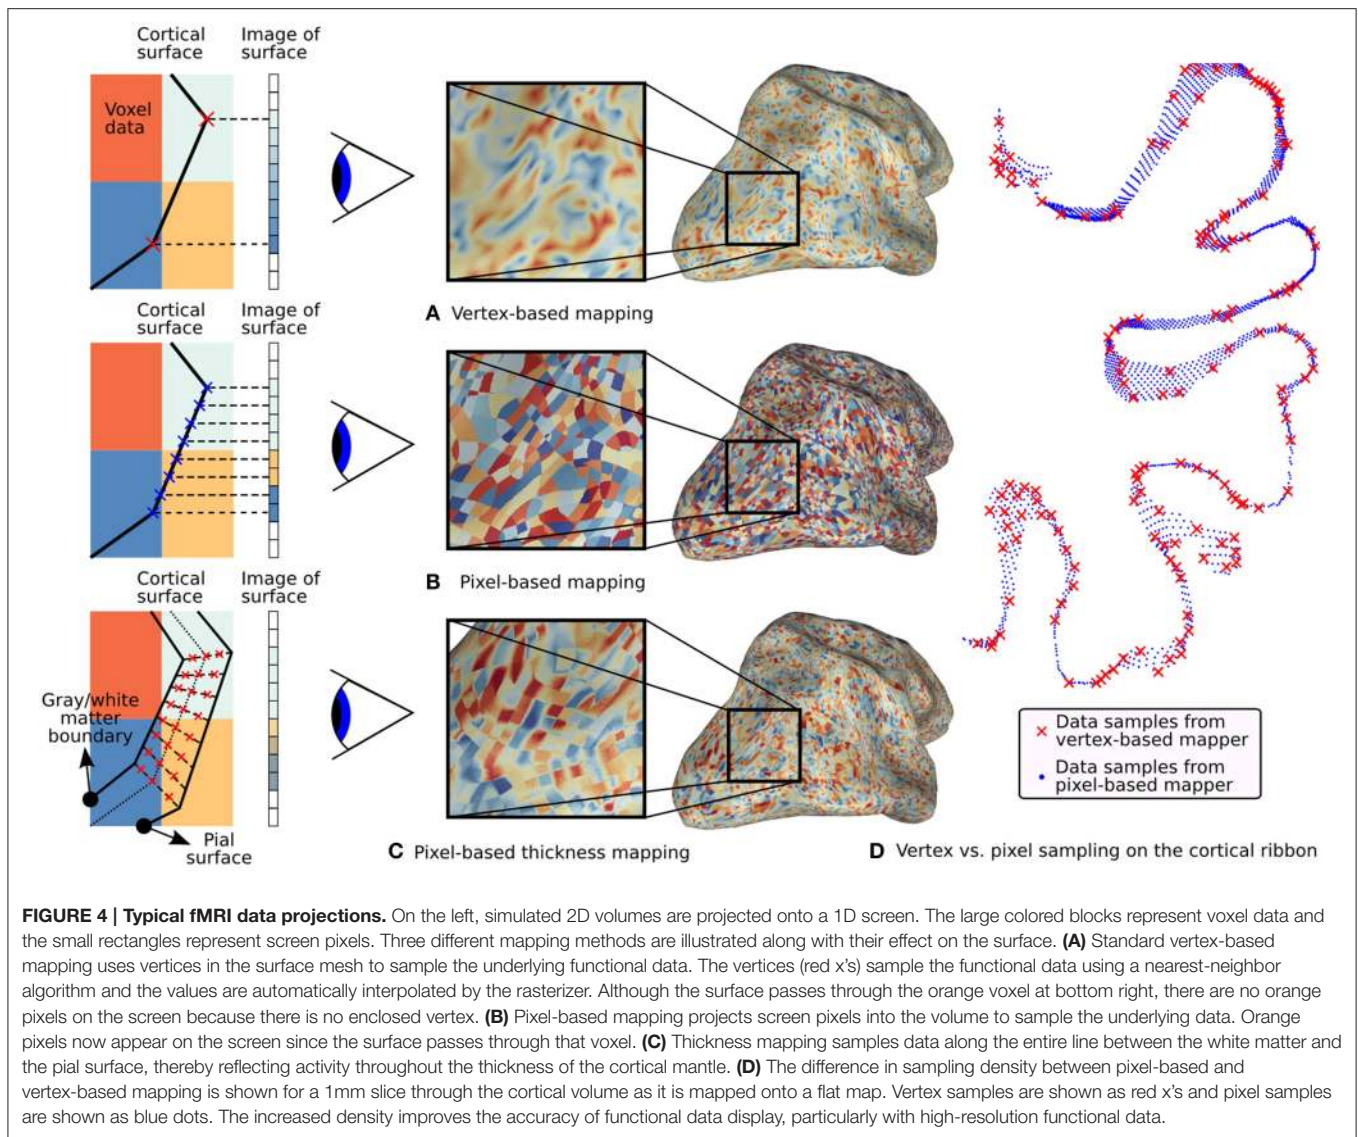 Cortical
surface
Image of
surface
Voxel
data
A Vertex-based mapping
Cortical
surface
Image of
surface
B Pixel-based mapping
Cortical
surface
Image of
surface
Gray/white
matter
boundary
Pial
surface
C Pixel-based thickness mapping
Data samples from
vertex-based mapper
Data samples from
pixel-based mapper
D Vertex vs. pixel sampling on the cortical ribbon
FIGURE 4 | Typical fMRI data projections. On the left, simulated 2D volumes are projected onto a 1D screen. The large colored blocks represent voxel data and
the small rectangles represent screen pixels. Three different mapping methods are illustrated along with their effect on the surface. (A) Standard vertex-based
mapping uses vertices in the surface mesh to sample the underlying functional data. The vertices (red x's) sample the functional data using a nearest-neighbor
algorithm and the values are automatically interpolated by the rasterizer. Although the surface passes through the orange voxel at bottom right, there are no orange
pixels on the screen because there is no enclosed vertex. (B) Pixel-based mapping projects screen pixels into the volume to sample the underlying data. Orange
pixels now appear on the screen since the surface passes through that voxel. (C) Thickness mapping samples data along the entire line between the white matter and
the pial surface, thereby reflecting activity throughout the thickness of the cortical mantle. (D) The difference in sampling density between pixel-based and
vertex-based mapping is shown for a 1mm slice through the cortical volume as it is mapped onto a flat map. Vertex samples are shown as red x's and pixel samples
are shown as blue dots. The increased density improves the accuracy of functional data display, particularly with high-resolution functional data.